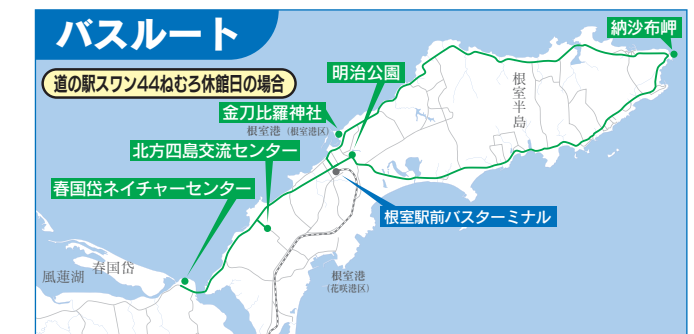 バスルート
道の駅スワン44ねむろ休館日の場合
納沙布岬
明治公園
根室半島
金刀比羅神社
根室港（根室港区）
北方四島交流センター
春国岱ネイチャーセンター
根室駅前バスターミナル
春国岱
風蓮湖
根室港
（花咲港区）